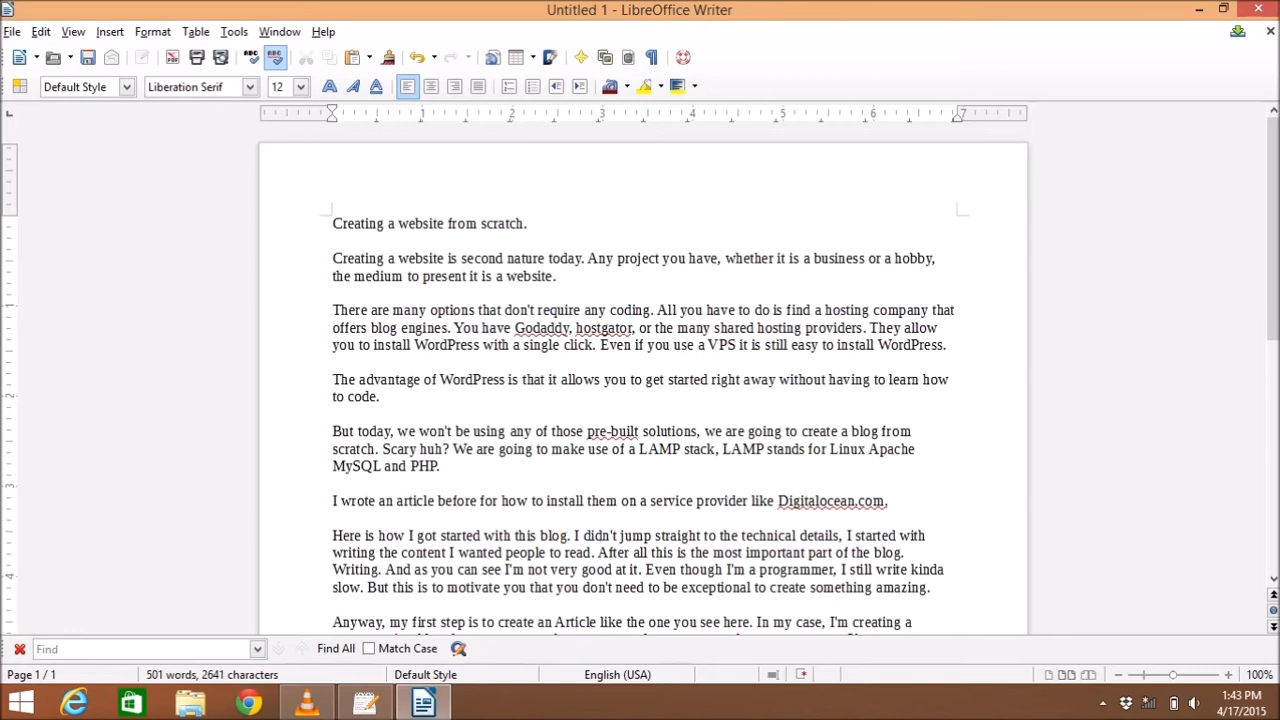 Untitled 1 - LibreOffice Writer
File Edit View Insert Format Table Tools Window Help
Default Style Liberation Serif 12
1 2 3 4 5 6 7
Creating a website from scratch.
Creating a website is second nature today. Any project you have, whether it is a business or a hobby,
the medium to present it is a website.
There are many options that don't require any coding. All you have to do is find a hosting company that
offers blog engines. You have Godaddy, hostgator, or the many shared hosting providers. They allow
you to install WordPress with a single click. Even if you use a VPS it is still easy to install WordPress.
The advantage of WordPress is that it allows you to get started right away without having to learn how
to code.
But today, we won't be using any of those pre-built solutions, we are going to create a blog from
scratch. Scary huh? We are going to make use of a LAMP stack, LAMP stands for Linux Apache
MySQL and PHP.
I wrote an article before for how to install them on a service provider like Digitalocean.com,
Here is how I got started with this blog. I didn't jump straight to the technical details, I started with
writing the content I wanted people to read. After all this is the most important part of the blog.
Writing. And as you can see I'm not very good at it. Even though I'm a programmer, I still write kinda
slow. But this is to motivate you that you don't need to be exceptional to create something amazing.
Anyway, my first step is to create an Article like the one you see here. In my case, I'm creating a
1
2
3
4
Find Find All Match Case
Page 1 / 1 501 words, 2641 characters Default Style English (USA) 100%
1:43 PM
4/17/2015